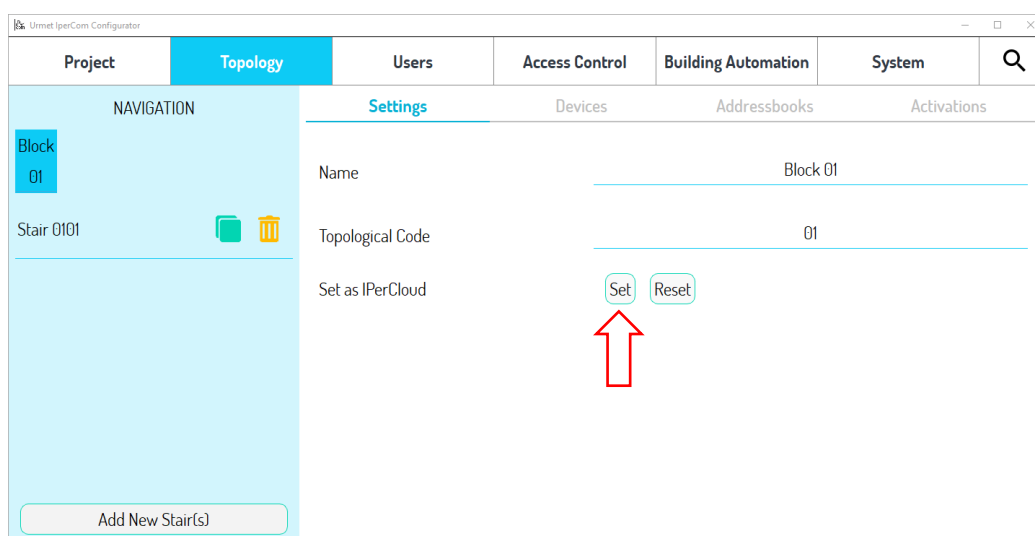 Urmet IperCom Configurator
Project Topology Users Access Control Building Automation System
NAVIGATION
Settings Devices Addressbooks Activations
Block
01
Name Block 01
Stair 0101
Topological Code 01
Set as IPerCloud Set Reset
Add New Stair(s)